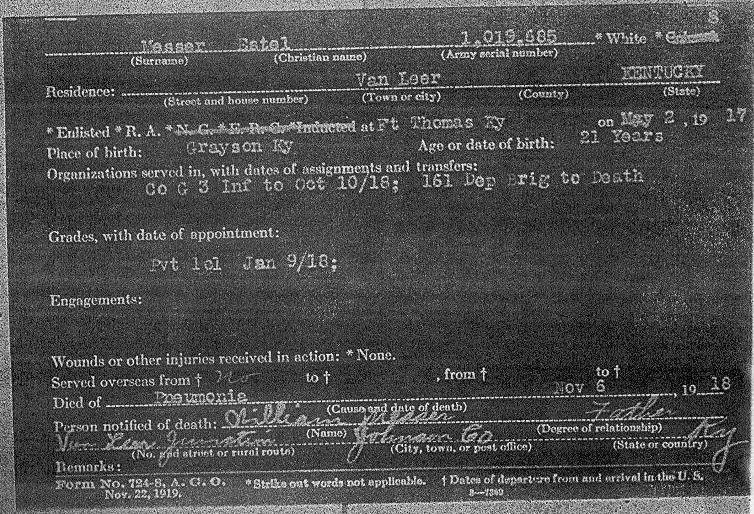 8
Messer Estel 1,019,685 * White * Colored
(Surname) (Christian name) (Army serial number)
Residence: Van Leer KENTUCKY
(Street and house number) (Town or city) (County) (State)
* Enlisted * R. A. * N. G. * E. R. C. * Inducted at Ft Thomas Ky on May 2, 19 17
Place of birth: Grayson Ky Age or date of birth: 21 Years
Organizations served in, with dates of assignments and transfers:
Co G 3 Inf to Oct 10/18; 161 Dep Brig to Death
Grades, with date of appointment:
Pvt 1cl Jan 9/18;
Engagements:
Wounds or other injuries received in action: * None.
Served overseas from † no to † , from † to †
Died of Pneumonia Nov 6, 19 18
(Cause and date of death)
Person notified of death: William Messer Father
(Name) (Degree of relationship)
Van Leer Junction Johnson Co Ky
(No. and street or rural route) (City, town, or post office) (State or country)
Remarks:
Form No. 724-8, A. G. O. * Strike out words not applicable. † Dates of departure from and arrival in the U. S.
Nov. 22, 1919. 3—7369